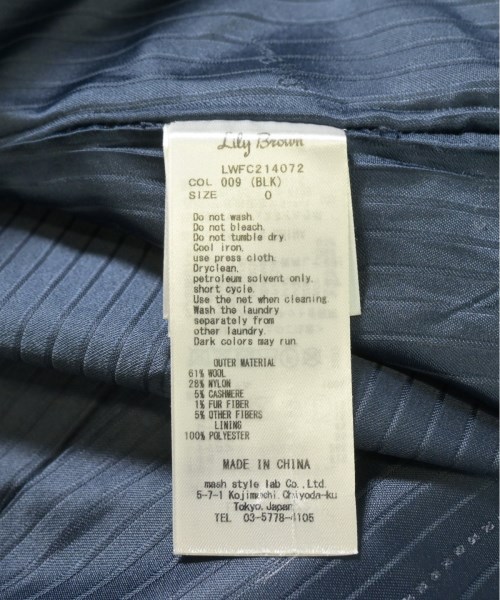 Lily Brown
LWFC214072
COL 009 (BLK)
SIZE 0
Do not wash.
Do not bleach.
Do not tumble dry.
Cool iron.
use press cloth.
Dryclean.
petroleum solvent only.
short cycle.
Use the net when cleaning.
Wash the laundry
separately from
other laundry.
Dark colors may run.
OUTER MATERIAL
61% WOOL
28% NYLON
5% CASHMERE
1% FUR FIBER
5% OTHER FIBERS
LINING
100% POLYESTER
MADE IN CHINA
mash style lab Co., Ltd.
5-7-1 Kojimachi, Chiyoda-ku
Tokyo, Japan
TEL 03-5778-4105